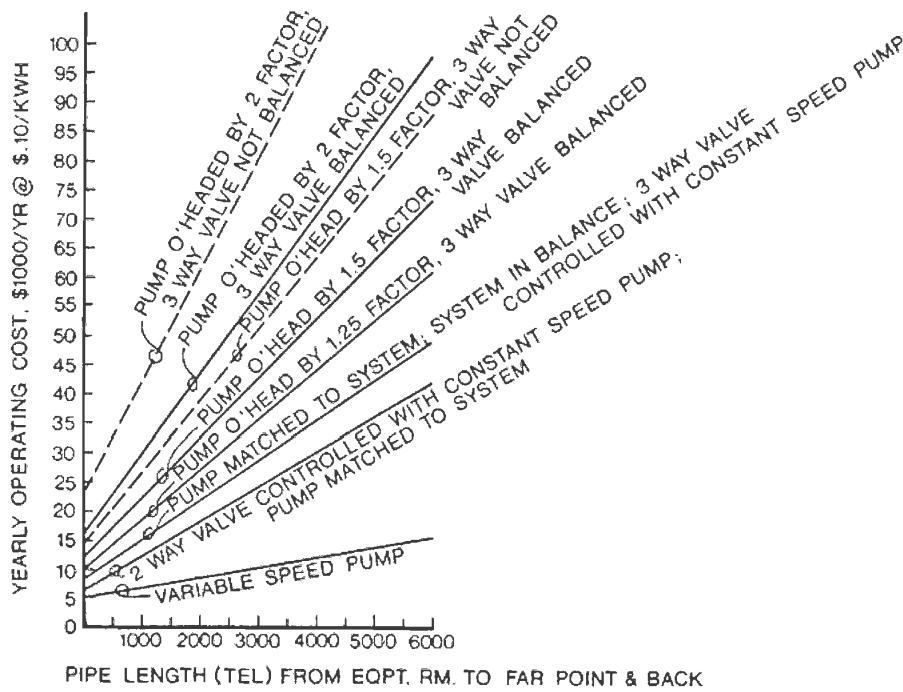 YEARLY OPERATING COST, $1000/YR @ $.10/KWH
100
95
90
85
80
75
70
65
60
55
50
45
40
35
30
25
20
15
10
5
0
PUMP O'HEADED BY 2 FACTOR,
3 WAY VALVE NOT BALANCED
PUMP O'HEADED BY 2 FACTOR,
3 WAY VALVE BALANCED
PUMP O'HEAD BY 1.5 FACTOR, 3 WAY
VALVE NOT
BALANCED
PUMP O'HEAD BY 1.5 FACTOR, 3 WAY
VALVE BALANCED
PUMP O'HEAD BY 1.25 FACTOR, 3 WAY VALVE BALANCED
PUMP MATCHED TO SYSTEM; SYSTEM IN BALANCE; 3 WAY VALVE
CONTROLLED WITH CONSTANT SPEED PUMP
2 WAY VALVE CONTROLLED WITH CONSTANT SPEED PUMP;
PUMP MATCHED TO SYSTEM
VARIABLE SPEED PUMP
1000 2000 3000 4000 5000 6000
PIPE LENGTH (TEL) FROM EQPT. RM. TO FAR POINT & BACK